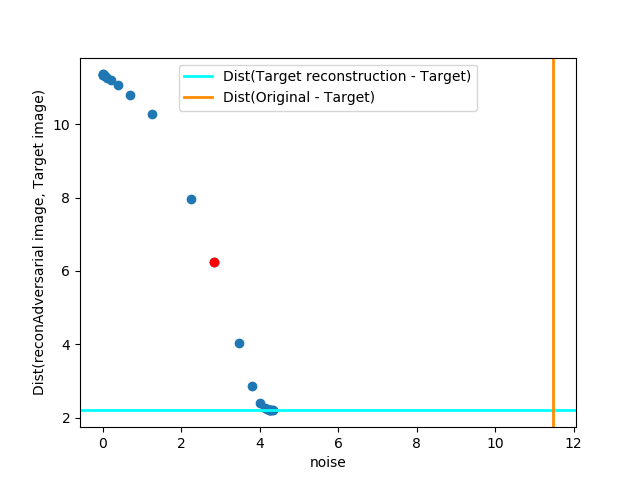 Dist(Target reconstruction - Target)
Dist(Original - Target)
Dist(reconAdversarial image, Target image)
10
8
6
4
2
0 2 4 6 8 10 12
noise